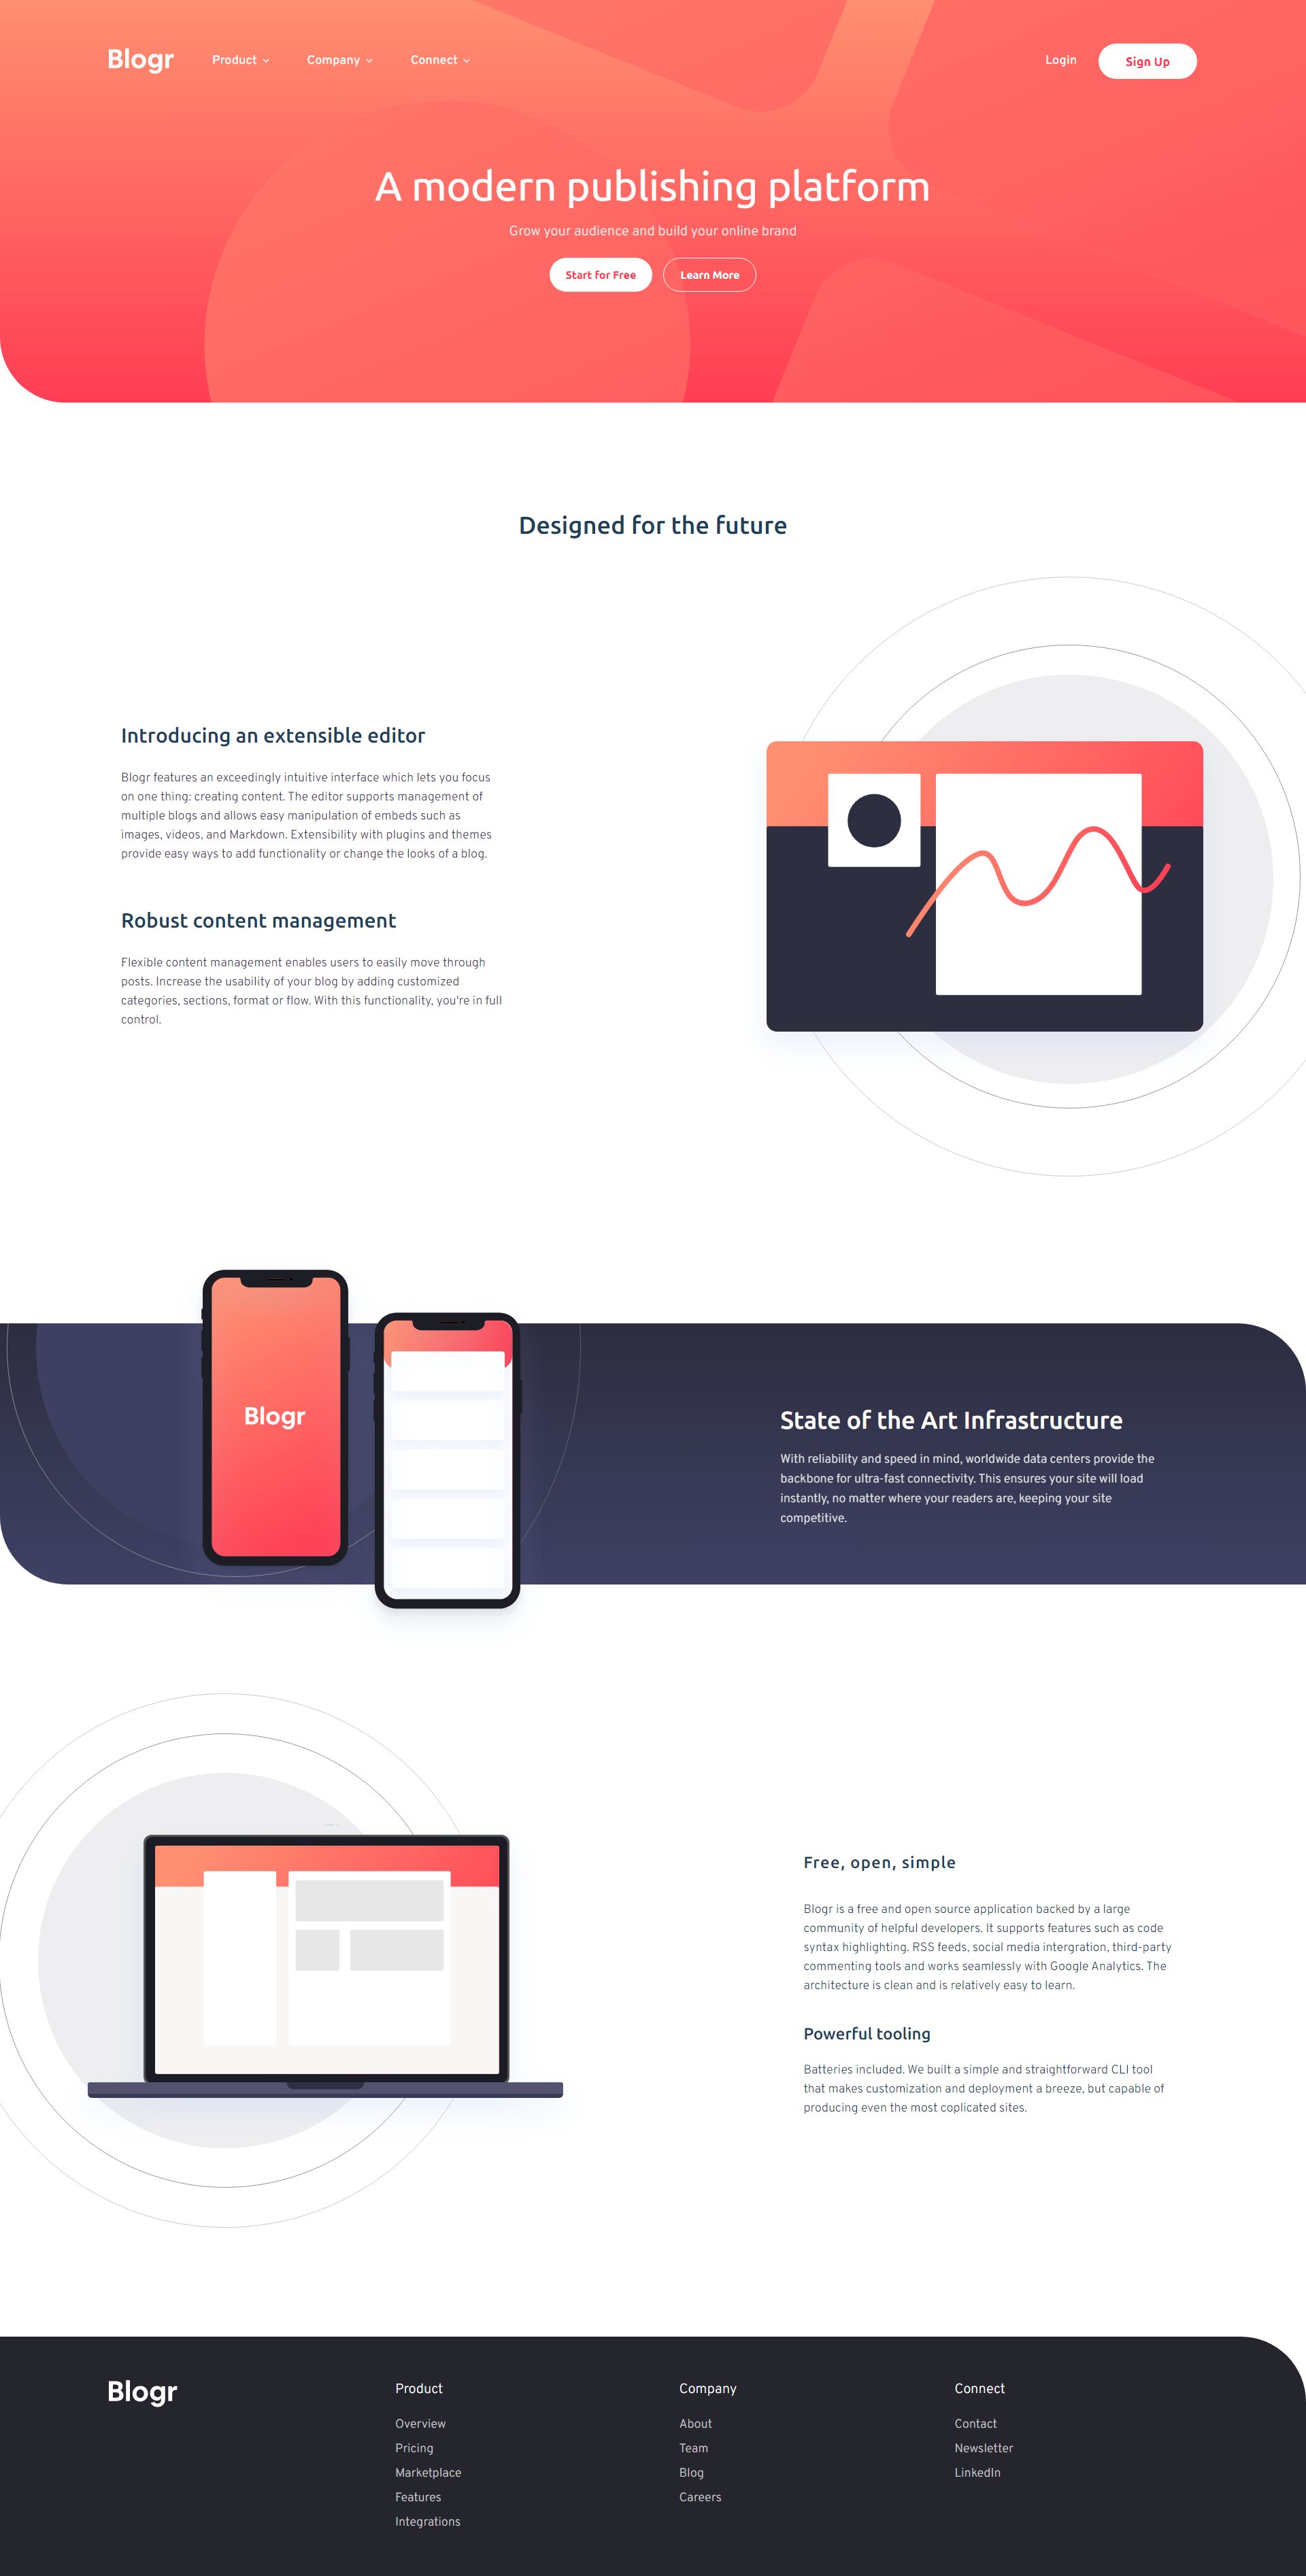 Blogr Product Company Connect Login Sign Up
A modern publishing platform
Grow your audience and build your online brand
Start for Free Learn More
Designed for the future
Introducing an extensible editor
Blogr features an exceedingly intuitive interface which lets you focus
on one thing: creating content. The editor supports management of
multiple blogs and allows easy manipulation of embeds such as
images, videos, and Markdown. Extensibility with plugins and themes
provide easy ways to add functionality or change the looks of a blog.
Robust content management
Flexible content management enables users to easily move through
posts. Increase the usability of your blog by adding customized
categories, sections, format or flow. With this functionality, you're in full
control.
Blogr
State of the Art Infrastructure
With reliability and speed in mind, worldwide data centers provide the
backbone for ultra-fast connectivity. This ensures your site will load
instantly, no matter where your readers are, keeping your site
competitive.
Free, open, simple
Blogr is a free and open source application backed by a large
community of helpful developers. It supports features such as code
syntax highlighting. RSS feeds, social media intergration, third-party
commenting tools and works seamlessly with Google Analytics. The
architecture is clean and is relatively easy to learn.
Powerful tooling
Batteries included. We built a simple and straightforward CLI tool
that makes customization and deployment a breeze, but capable of
producing even the most coplicated sites.
Blogr
Product
Overview
Pricing
Marketplace
Features
Integrations
Company
About
Team
Blog
Careers
Connect
Contact
Newsletter
LinkedIn